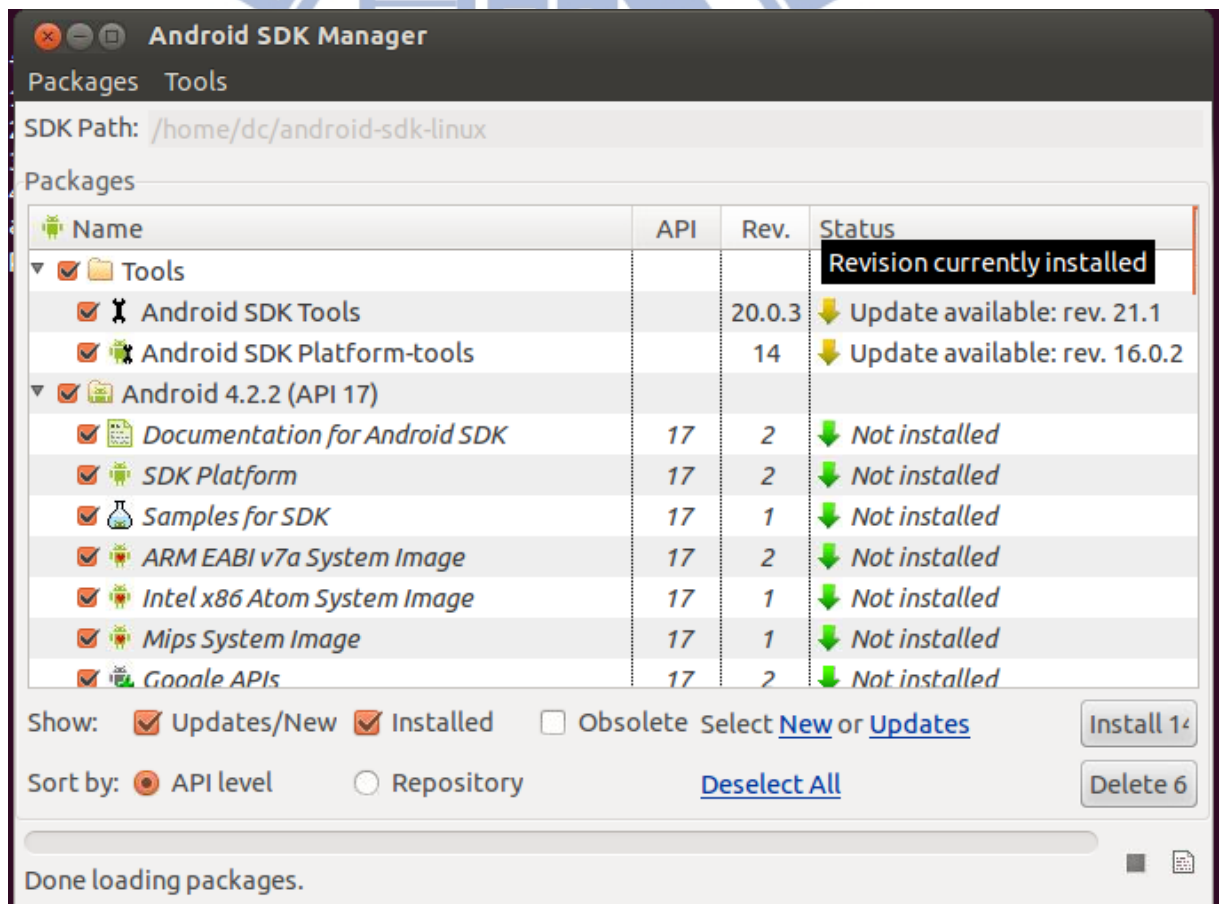 Android SDK Manager
Packages Tools
SDK Path: /home/dc/android-sdk-linux
Packages
Name API Rev. Status
Revision currently installed
Tools
Android SDK Tools 20.0.3 Update available: rev. 21.1
Android SDK Platform-tools 14 Update available: rev. 16.0.2
Android 4.2.2 (API 17)
Documentation for Android SDK 17 2 Not installed
SDK Platform 17 2 Not installed
Samples for SDK 17 1 Not installed
ARM EABI v7a System Image 17 2 Not installed
Intel x86 Atom System Image 17 1 Not installed
Mips System Image 17 1 Not installed
Google APIs 17 2 Not installed
Show: Updates/New Installed Obsolete Select New or Updates Install
Sort by: API level Repository Deselect All Delete 6
Done loading packages.